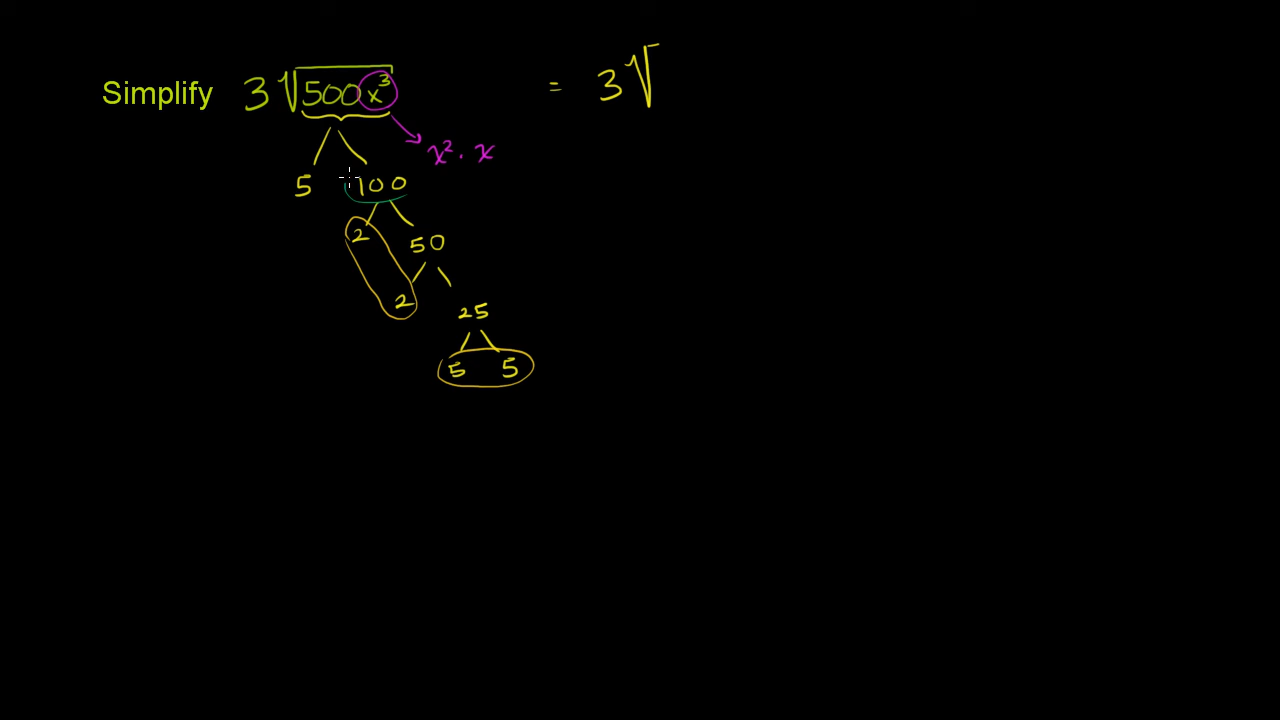 Simplify 3√500x³ = 3√
x² · x
5 100
2 50
2 25
5 5